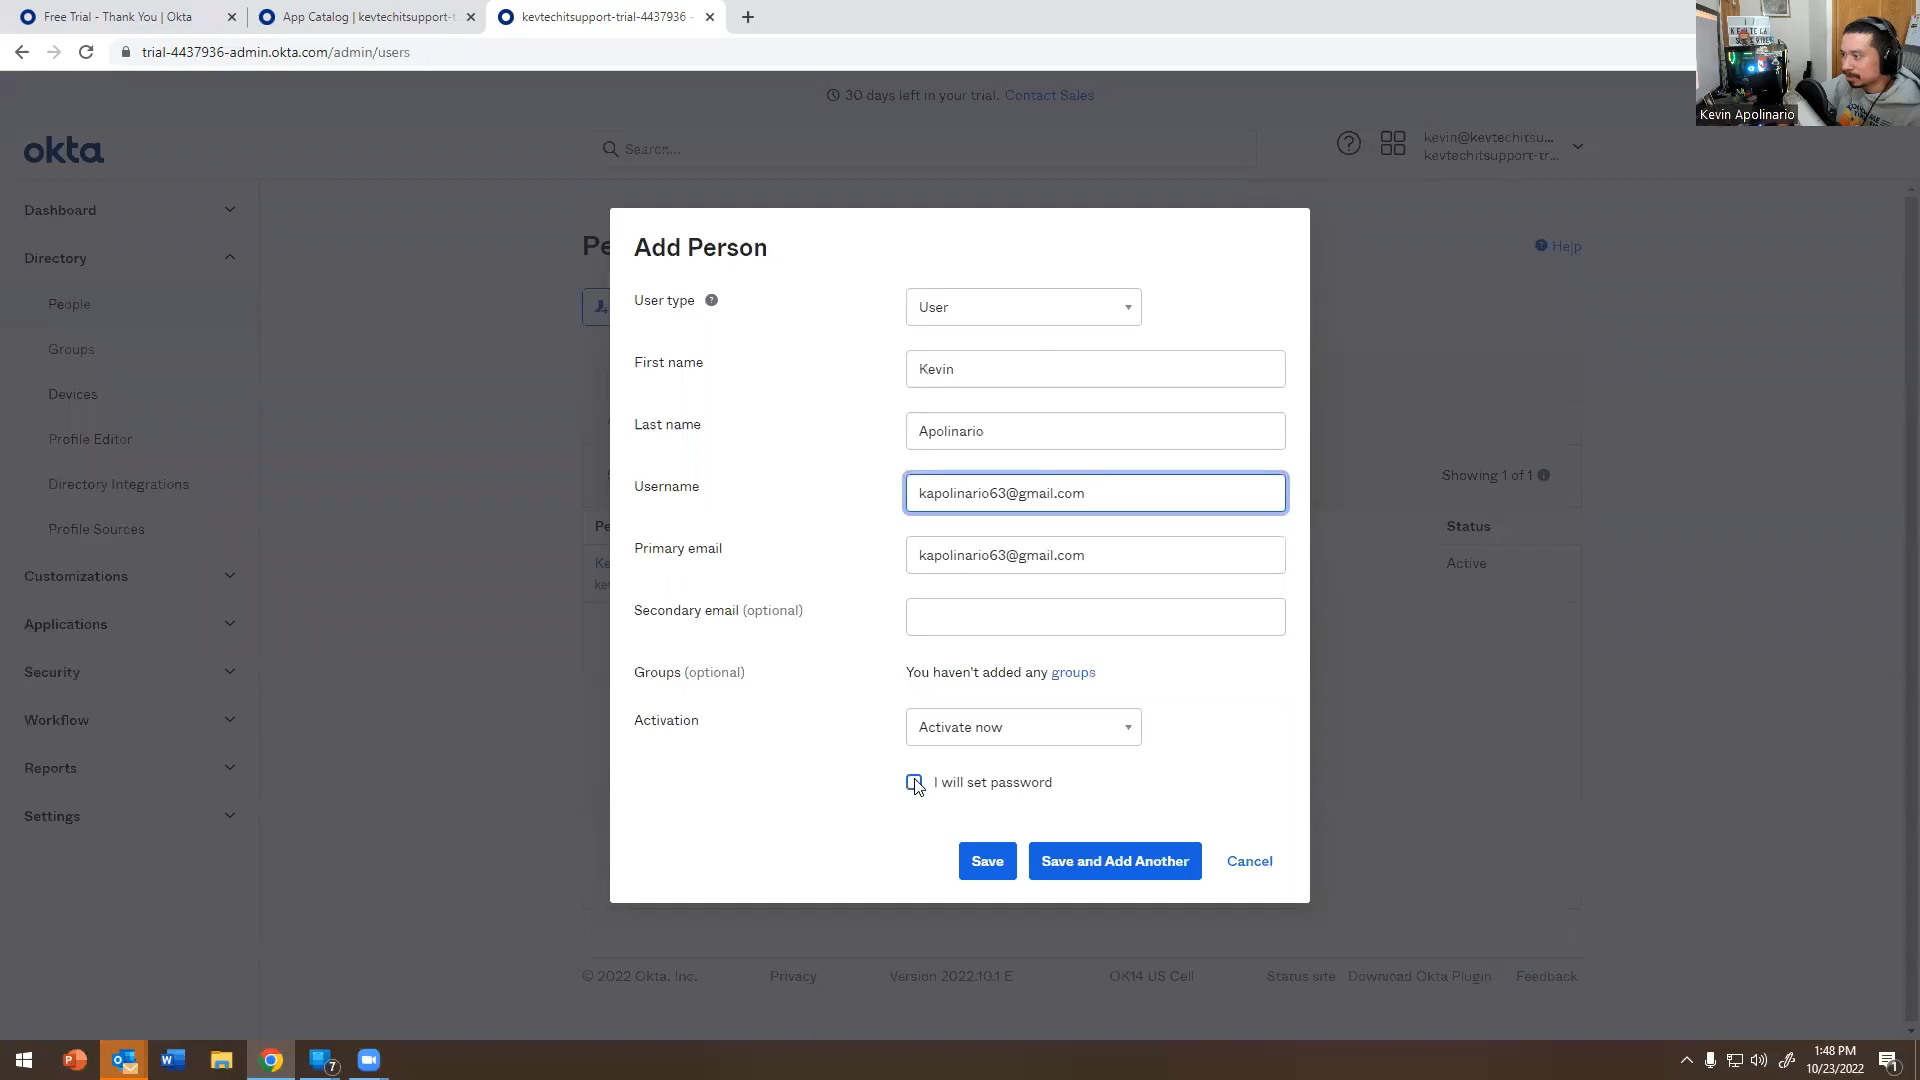 Free Trial - Thank You | Okta
App Catalog | kevtechitsupport-t
kevtechitsupport-trial-4437936 -
trial-4437936-admin.okta.com/admin/users
Kevin Apolinario
30 days left in your trial. Contact Sales
okta
Search...
kevin@kevtechitsu...
kevtechitsupport-tr...
Dashboard
Directory
People
Groups
Devices
Profile Editor
Directory Integrations
Profile Sources
Customizations
Applications
Security
Workflow
Reports
Settings
Pe
Help
Showing 1 of 1
Pe
Status
Ke
ke
Active
Add Person
User type ?
User
First name
Kevin
Last name
Apolinario
Username
kapolinario63@gmail.com
Primary email
kapolinario63@gmail.com
Secondary email (optional)
Groups (optional)
You haven't added any groups
Activation
Activate now
I will set password
Save
Save and Add Another
Cancel
© 2022 Okta, Inc.
Privacy
Version 2022.10.1 E
OK14 US Cell
Status site
Download Okta Plugin
Feedback
7
1:48 PM
10/23/2022
1